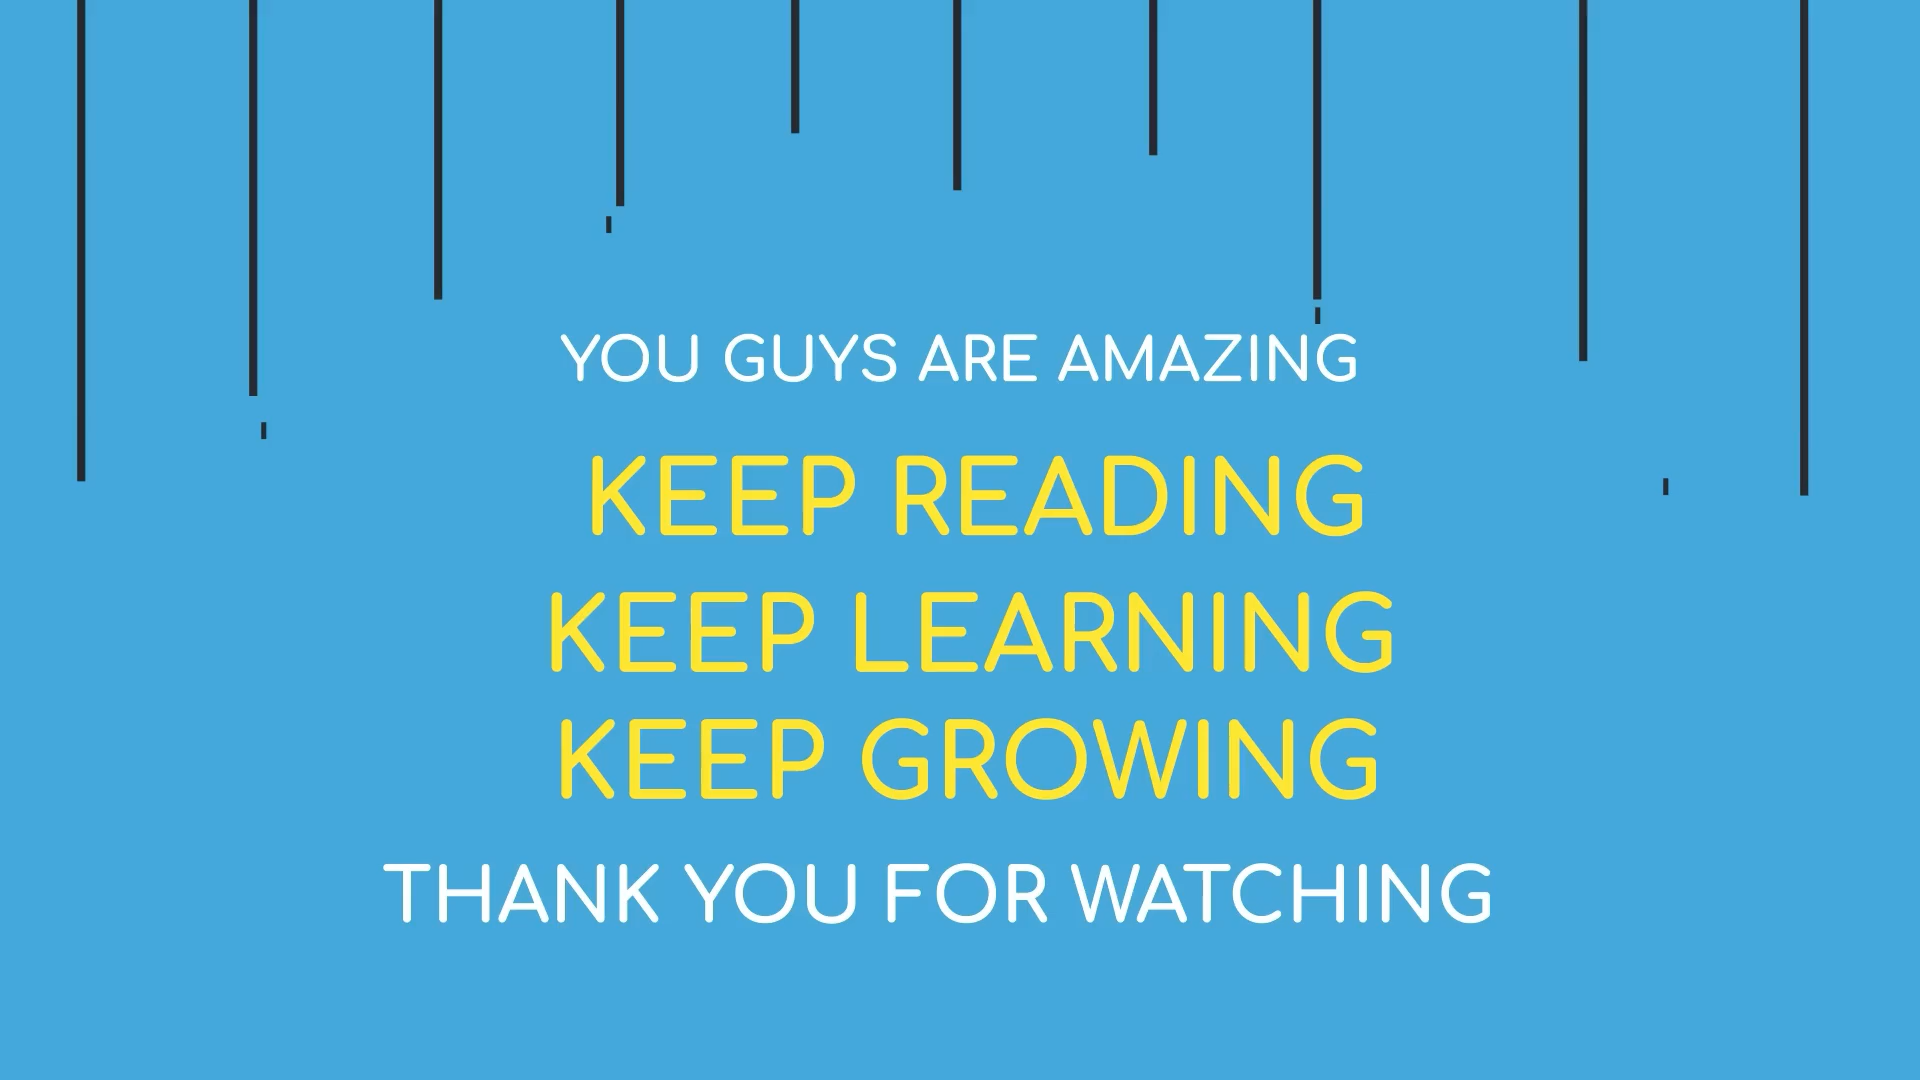 YOU GUYS ARE AMAZING
KEEP READING
KEEP LEARNING
KEEP GROWING
THANK YOU FOR WATCHING